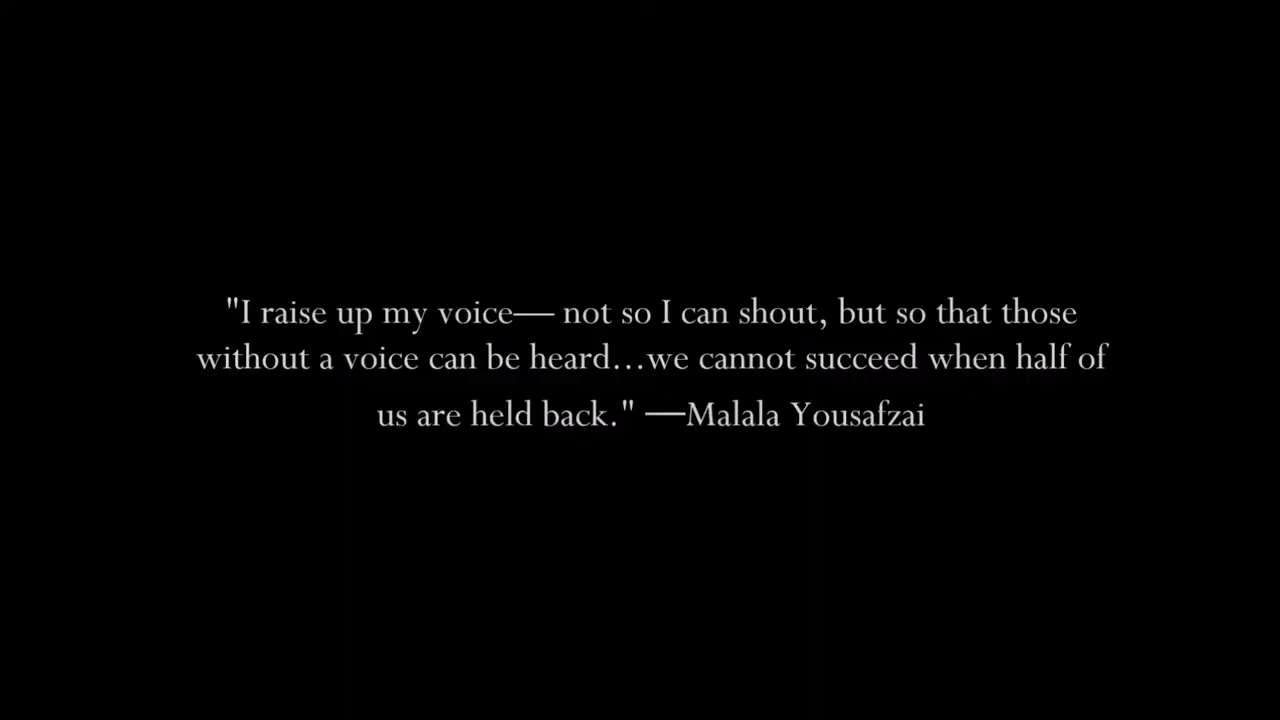 "I raise up my voice— not so I can shout, but so that those
without a voice can be heard...we cannot succeed when half of
us are held back." —Malala Yousafzai